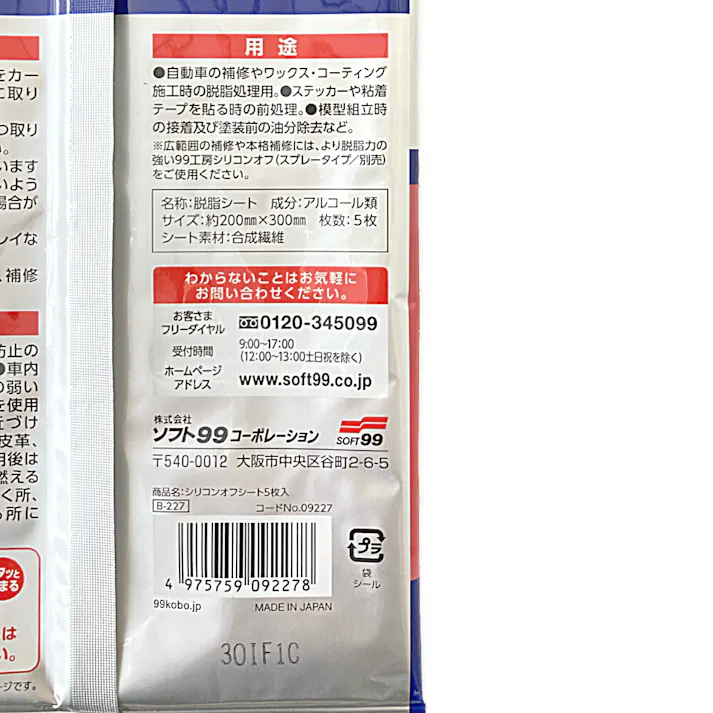 をカー
に取り
つ取り
い。
います
いよう
場合が
レイな
補修
防止の
●車内
の弱い
を使用
近づけ
皮革、
用後は
燃える
く所、
る所に
は
い。
ージです。
用途
●自動車の補修やワックス・コーティング
施工時の脱脂処理用。●ステッカーや粘着
テープを貼る時の前処理。●模型組立時
の接着及び塗装前の油分除去など。
※広範囲の補修や本格補修には、より脱脂力の
強い99工房シリコンオフ(スプレータイプ/別売)
をご使用ください。
名称:脱脂シート 成分:アルコール類
サイズ:約200mm×300mm 枚数:5枚
シート素材:合成繊維
わからないことはお気軽に
お問い合わせください。
お客さま
フリーダイヤル
0120-345099
受付時間
9:00~17:00
(12:00~13:00土日祝を除く)
ホームページ
アドレス
www.soft99.co.jp
株式会社
ソフト99コーポレーション
SOFT99
〒540-0012 大阪市中央区谷町2-6-5
商品名:シリコンオフシート5枚入
B-227 コードNo.09227
4 975759 092278
プラ
袋
シール
99kobo.jp MADE IN JAPAN
30IF1C